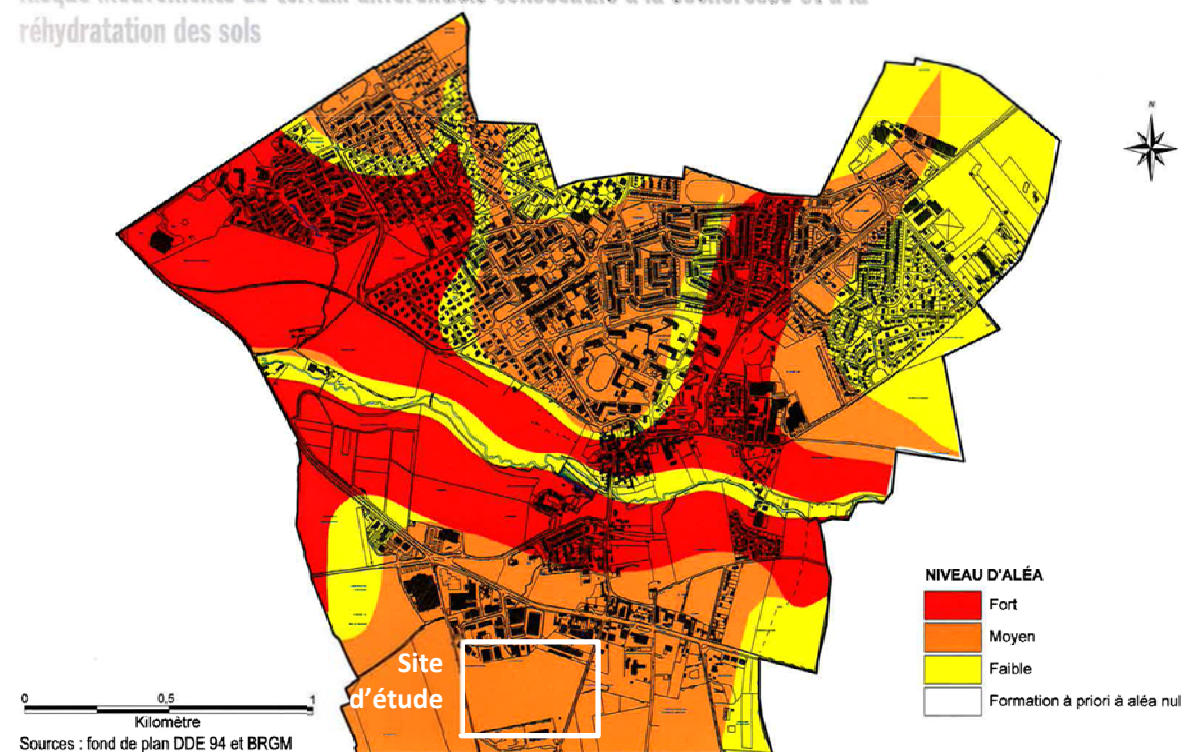 réhydratation des sols
N
Site
d'étude
NIVEAU D'ALÉA
Fort
Moyen
Faible
Formation à priori à aléa nul
0 0,5 1
Kilomètre
Sources : fond de plan DDE 94 et BRGM